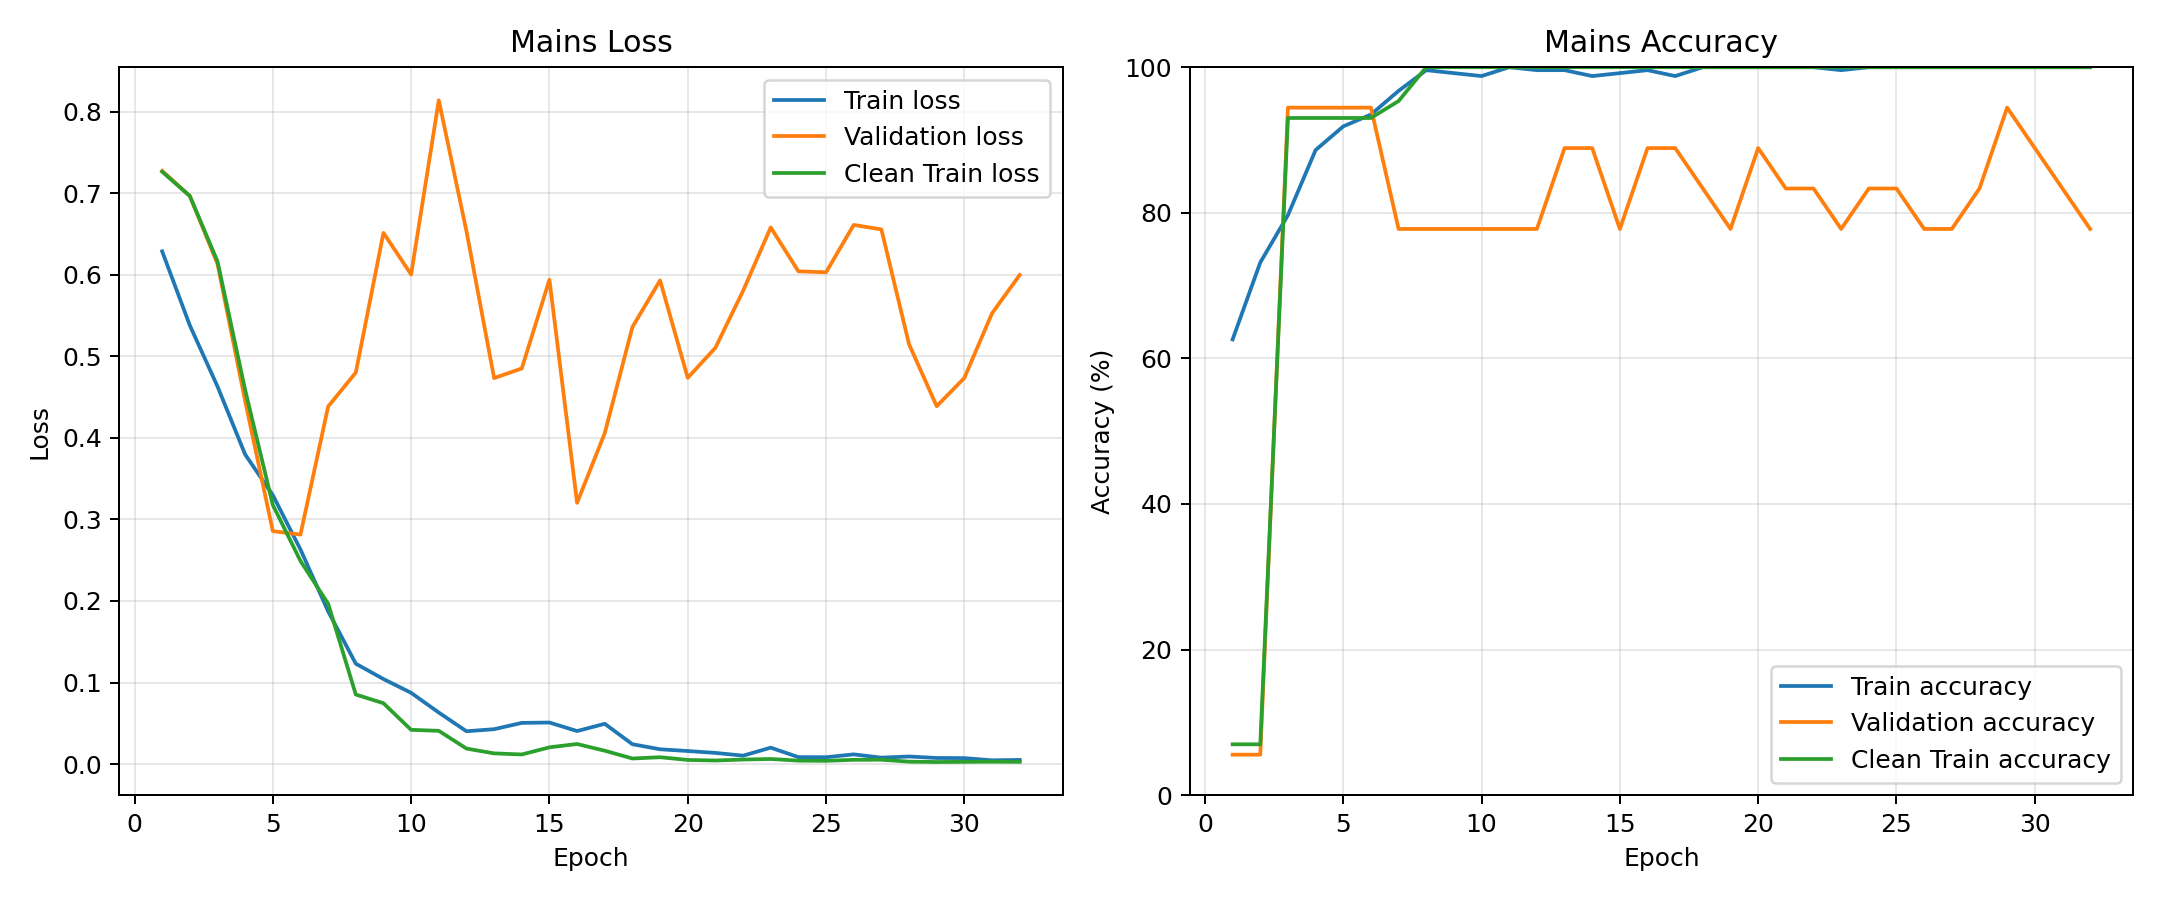 Mains Loss
Train loss
Validation loss
Clean Train loss
0.8
0.7
0.6
0.5
0.4
0.3
0.2
0.1
0.0
Loss
0
5
10
15
20
25
30
Epoch
Mains Accuracy
100
80
60
40
20
0
Accuracy (%)
Train accuracy
Validation accuracy
Clean Train accuracy
0
5
10
15
20
25
30
Epoch